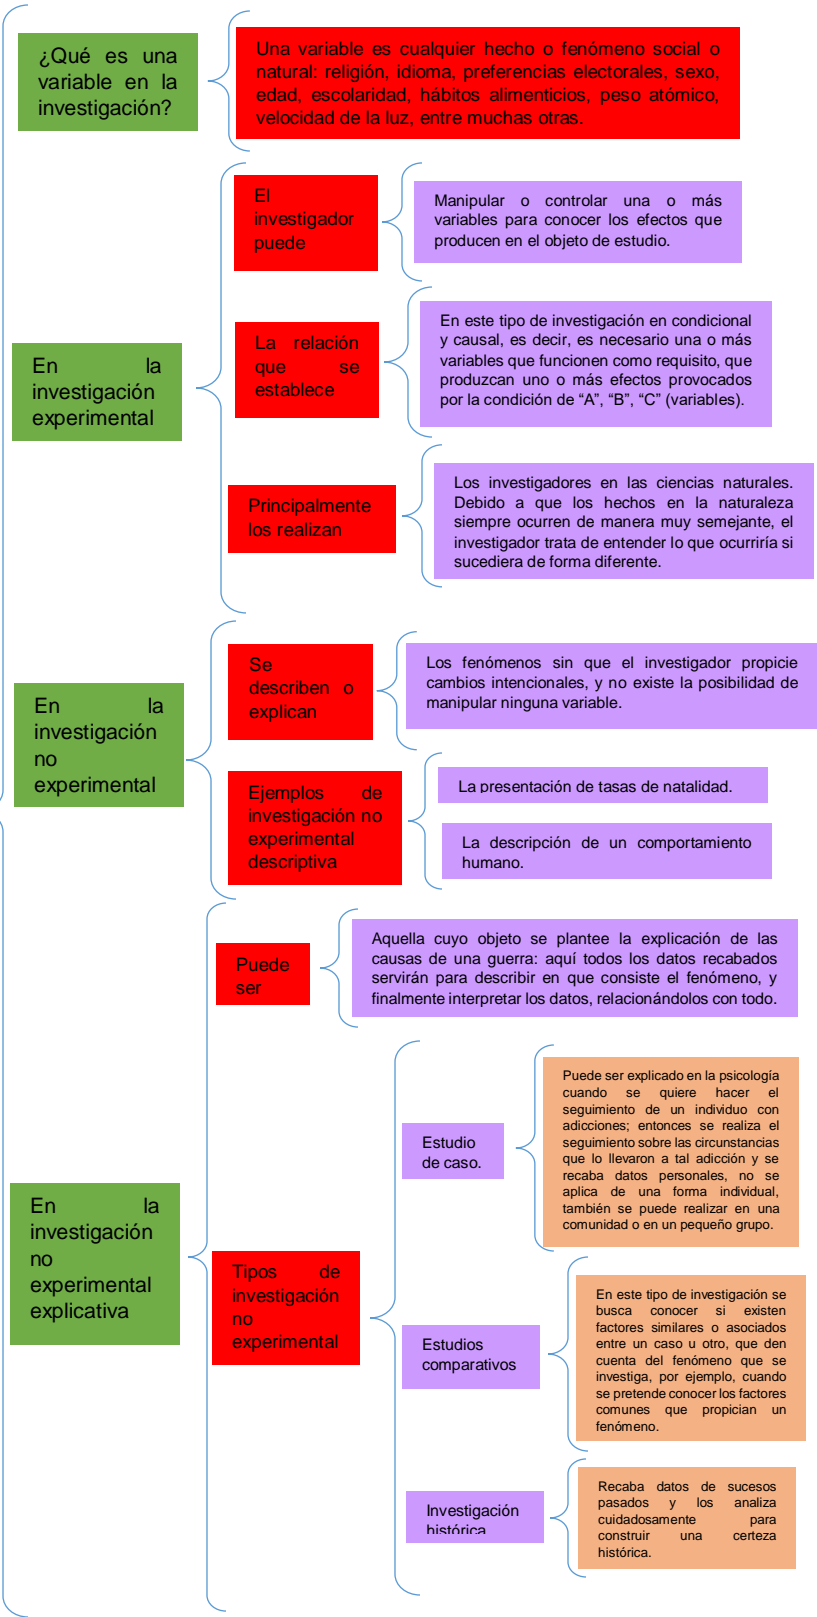 ¿Qué es una
variable en la
investigación?
Una variable es cualquier hecho o fenómeno social o
natural: religión, idioma, preferencias electorales, sexo,
edad, escolaridad, hábitos alimenticios, peso atómico,
velocidad de la luz, entre muchas otras.
En la
investigación
experimental
El
investigador
puede
Manipular o controlar una o más
variables para conocer los efectos que
producen en el objeto de estudio.
La relación
que se
establece
En este tipo de investigación en condicional
y causal, es decir, es necesario una o más
variables que funcionen como requisito, que
produzcan uno o más efectos provocados
por la condición de “A”, “B”, “C” (variables).
Principalmente
los realizan
Los investigadores en las ciencias naturales.
Debido a que los hechos en la naturaleza
siempre ocurren de manera muy semejante, el
investigador trata de entender lo que ocurriría si
sucediera de forma diferente.
En la
investigación
no
experimental
Se
describen o
explican
Los fenómenos sin que el investigador propicie
cambios intencionales, y no existe la posibilidad de
manipular ninguna variable.
Ejemplos de
investigación no
experimental
descriptiva
La presentación de tasas de natalidad.
La descripción de un comportamiento
humano.
En la
investigación
no
experimental
explicativa
Puede
ser
Aquella cuyo objeto se plantee la explicación de las
causas de una guerra: aquí todos los datos recabados
servirán para describir en que consiste el fenómeno, y
finalmente interpretar los datos, relacionándolos con todo.
Tipos de
investigación
no
experimental
Estudio
de caso.
Puede ser explicado en la psicología
cuando se quiere hacer el
seguimiento de un individuo con
adicciones; entonces se realiza el
seguimiento sobre las circunstancias
que lo llevaron a tal adicción y se
recaba datos personales, no se
aplica de una forma individual,
también se puede realizar en una
comunidad o en un pequeño grupo.
Estudios
comparativos
En este tipo de investigación se
busca conocer si existen
factores similares o asociados
entre un caso u otro, que den
cuenta del fenómeno que se
investiga, por ejemplo, cuando
se pretende conocer los factores
comunes que propician un
fenómeno.
Investigación
histórica
Recaba datos de sucesos
pasados y los analiza
cuidadosamente para
construir una certeza
histórica.